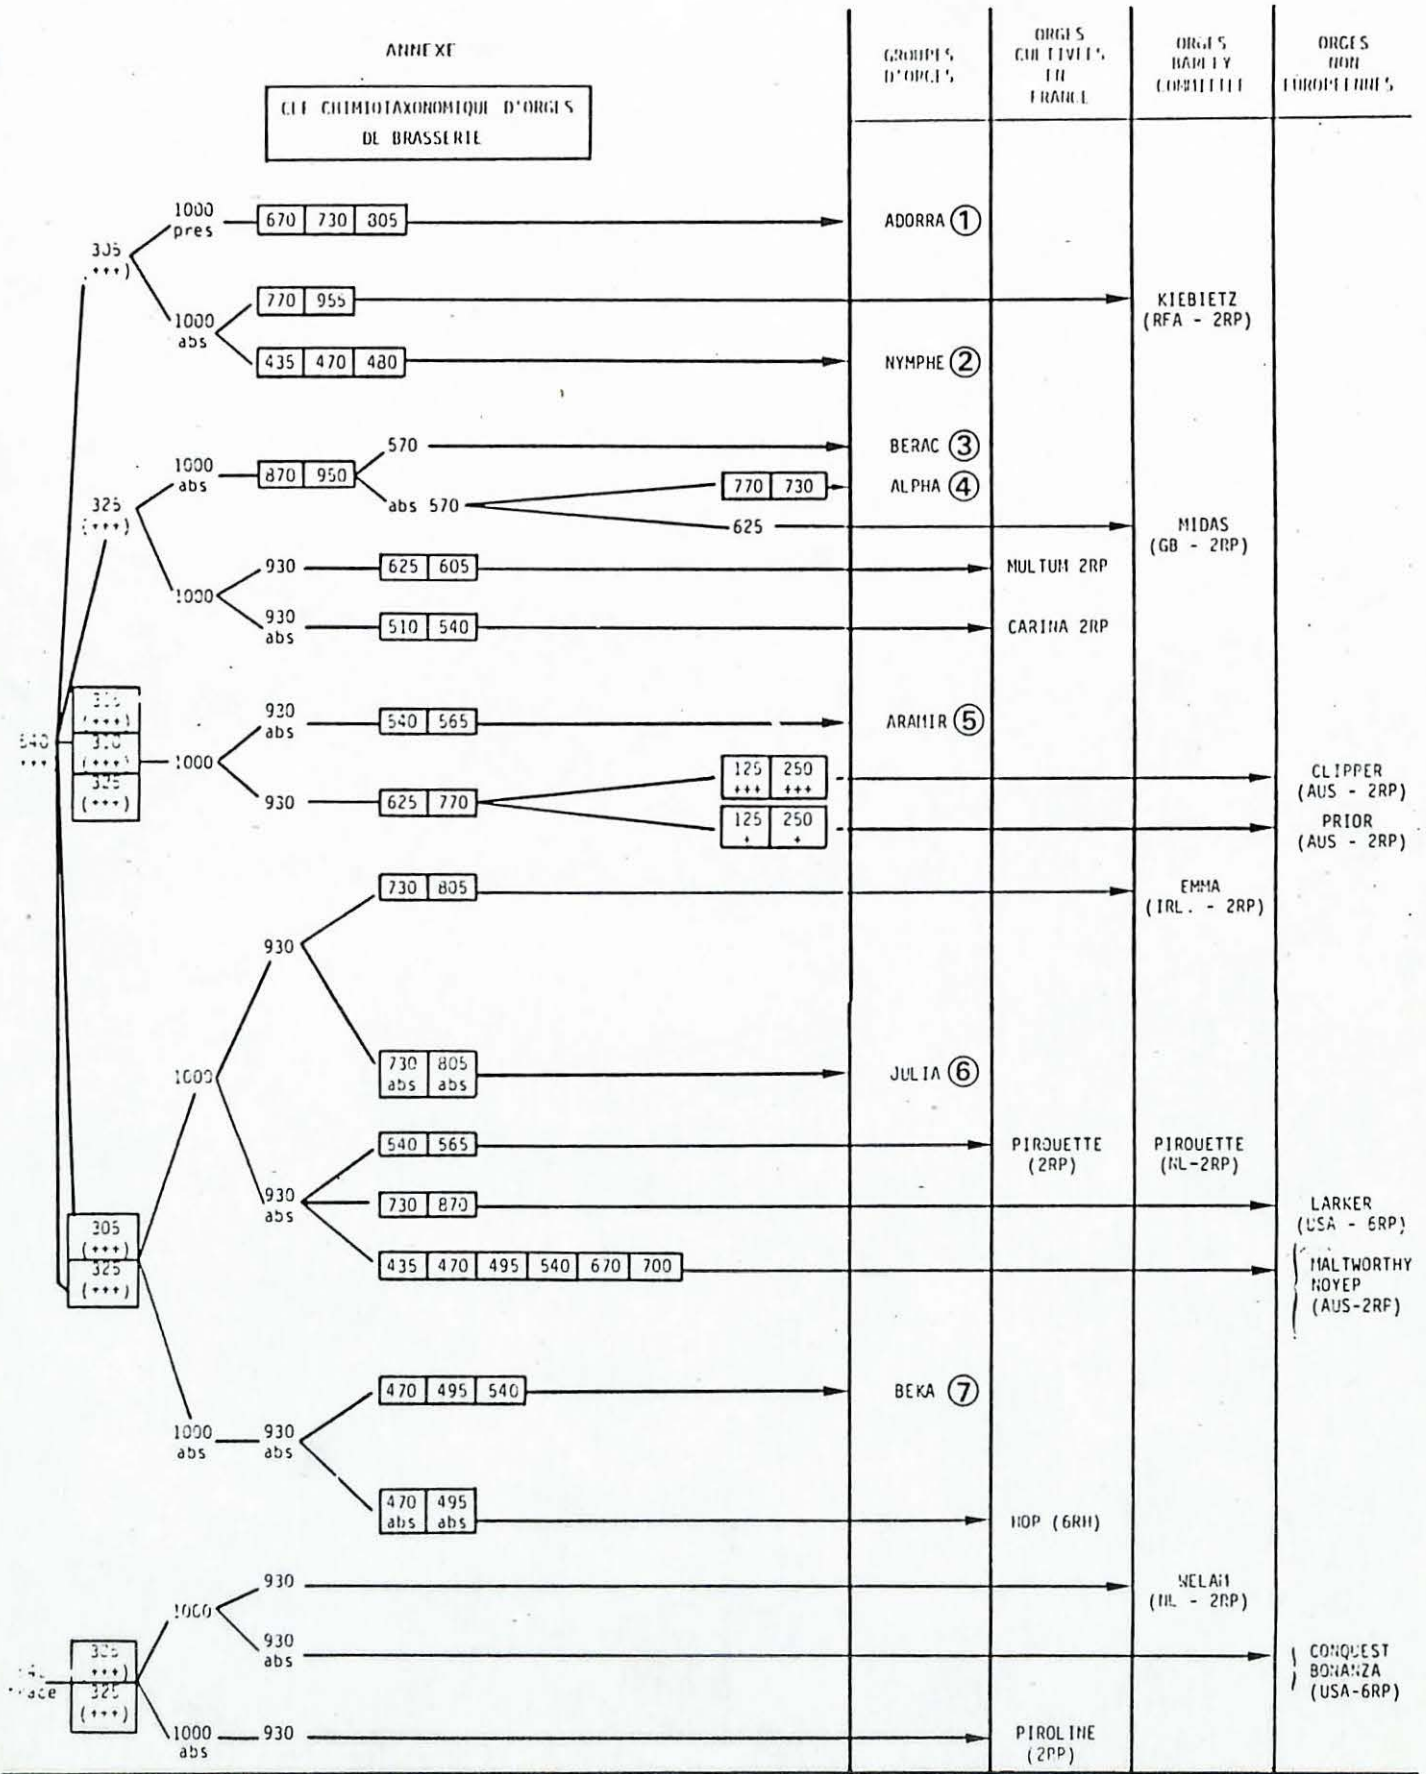 ANNEXE
CLE CHIMIOTAXONOMIQUE D'ORGES
DE BRASSERIE
GROUPES
D'ORGES
ORGES
CULTIVEES
EN
FRANCE
ORGES
BARLEY
COMMITTEE
ORGES
NON
EUROPEENNES
1000
pres
670 730 805
ADORRA 1
305
(+++)
770 955
KIEBIETZ
(RFA - 2RP)
1000
abs
435 470 480
NYMPHE 2
570
BERAC 3
1000
abs
870 950
770 730
ALPHA 4
abs 570
325
(+++)
625
MIDAS
(GB - 2RP)
930
625 605
MULTUM 2RP
1000
930
abs
510 540
CARINA 2RP
305
(+++)
310
(+++)
325
(+++)
640
+++
930
abs
540 565
ARAMIR 5
1000
125 250
+++ +++
CLIPPER
(AUS - 2RP)
930
625 770
125 250
+ +
PRIOR
(AUS - 2RP)
730 805
EMMA
(IRL. - 2RP)
930
730 805
abs abs
JULIA 6
1000
540 565
PIROUETTE
(2RP)
PIROUETTE
(NL-2RP)
930
abs
730 870
LARKER
(USA - 6RP)
305
(+++)
325
(+++)
435 470 495 540 670 700
MALTWORTHY
NOYEP
(AUS-2RP)
470 495 540
BEKA 7
1000
abs
930
abs
470 495
abs abs
HOP (6RH)
930
WELAM
(NL - 2RP)
1000
930
abs
CONQUEST
BONANZA
(USA-6RP)
305
+++)
325
(+++)
1000
abs
930
PIROLINE
(2RP)